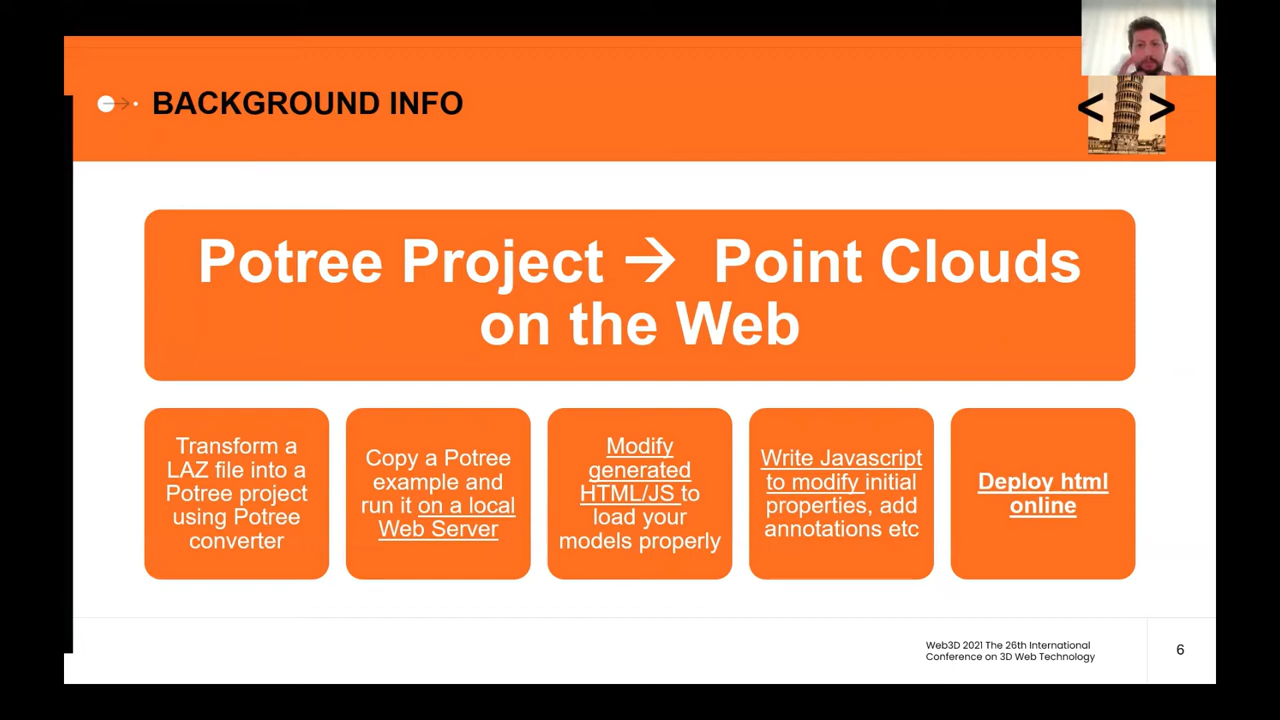 BACKGROUND INFO
< >
Potree Project → Point Clouds
on the Web
Transform a
LAZ file into a
Potree project
using Potree
converter
Copy a Potree
example and
run it on a local
Web Server
Modify
generated
HTML/JS to
load your
models properly
Write Javascript
to modify initial
properties, add
annotations etc
Deploy html
online
Web3D 2021 The 26th International
Conference on 3D Web Technology
6